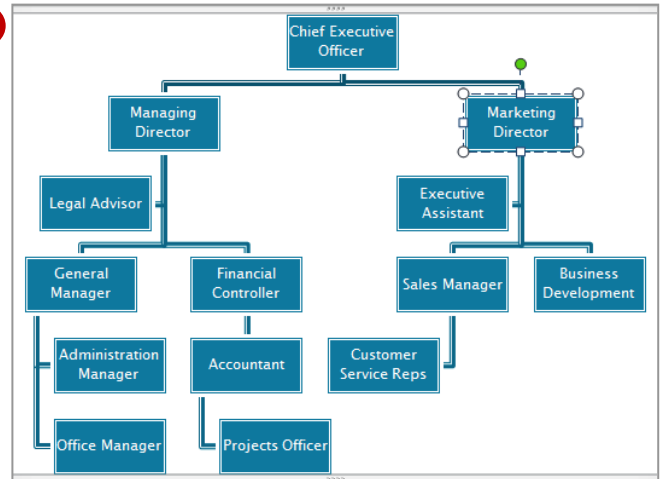 Chief Executive
Officer
Managing
Director
Marketing
Director
Legal Advisor
Executive
Assistant
General
Manager
Financial
Controller
Sales Manager
Business
Development
Administration
Manager
Accountant
Customer
Service Reps
Office Manager
Projects Officer